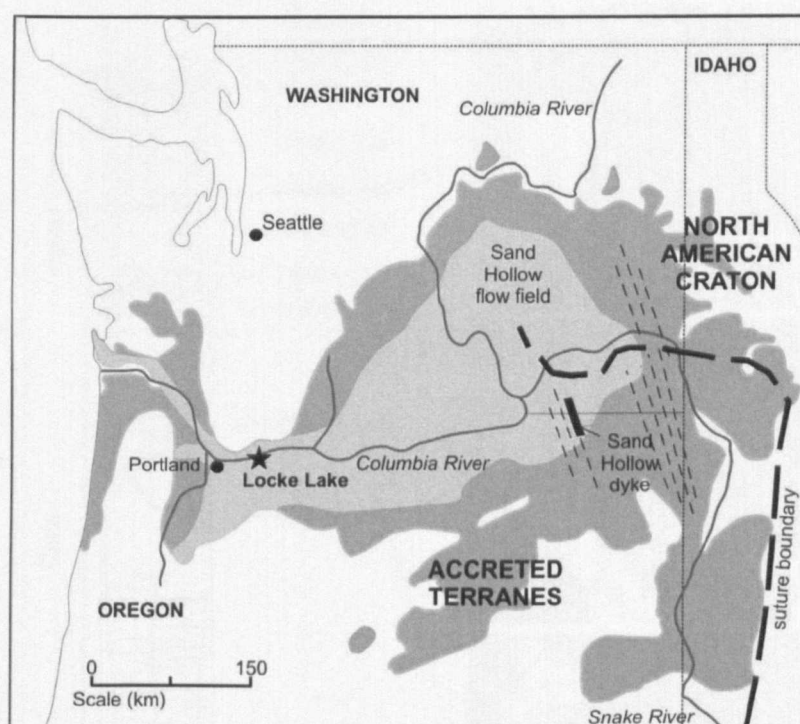 IDAHO
WASHINGTON
Columbia River
Seattle
NORTH
AMERICAN
CRATON
Sand
Hollow
flow field
Portland
Columbia River
Locke Lake
Sand
Hollow
dyke
ACCRETED
TERRANES
OREGON
suture boundary
0 150
Scale (km)
Snake River